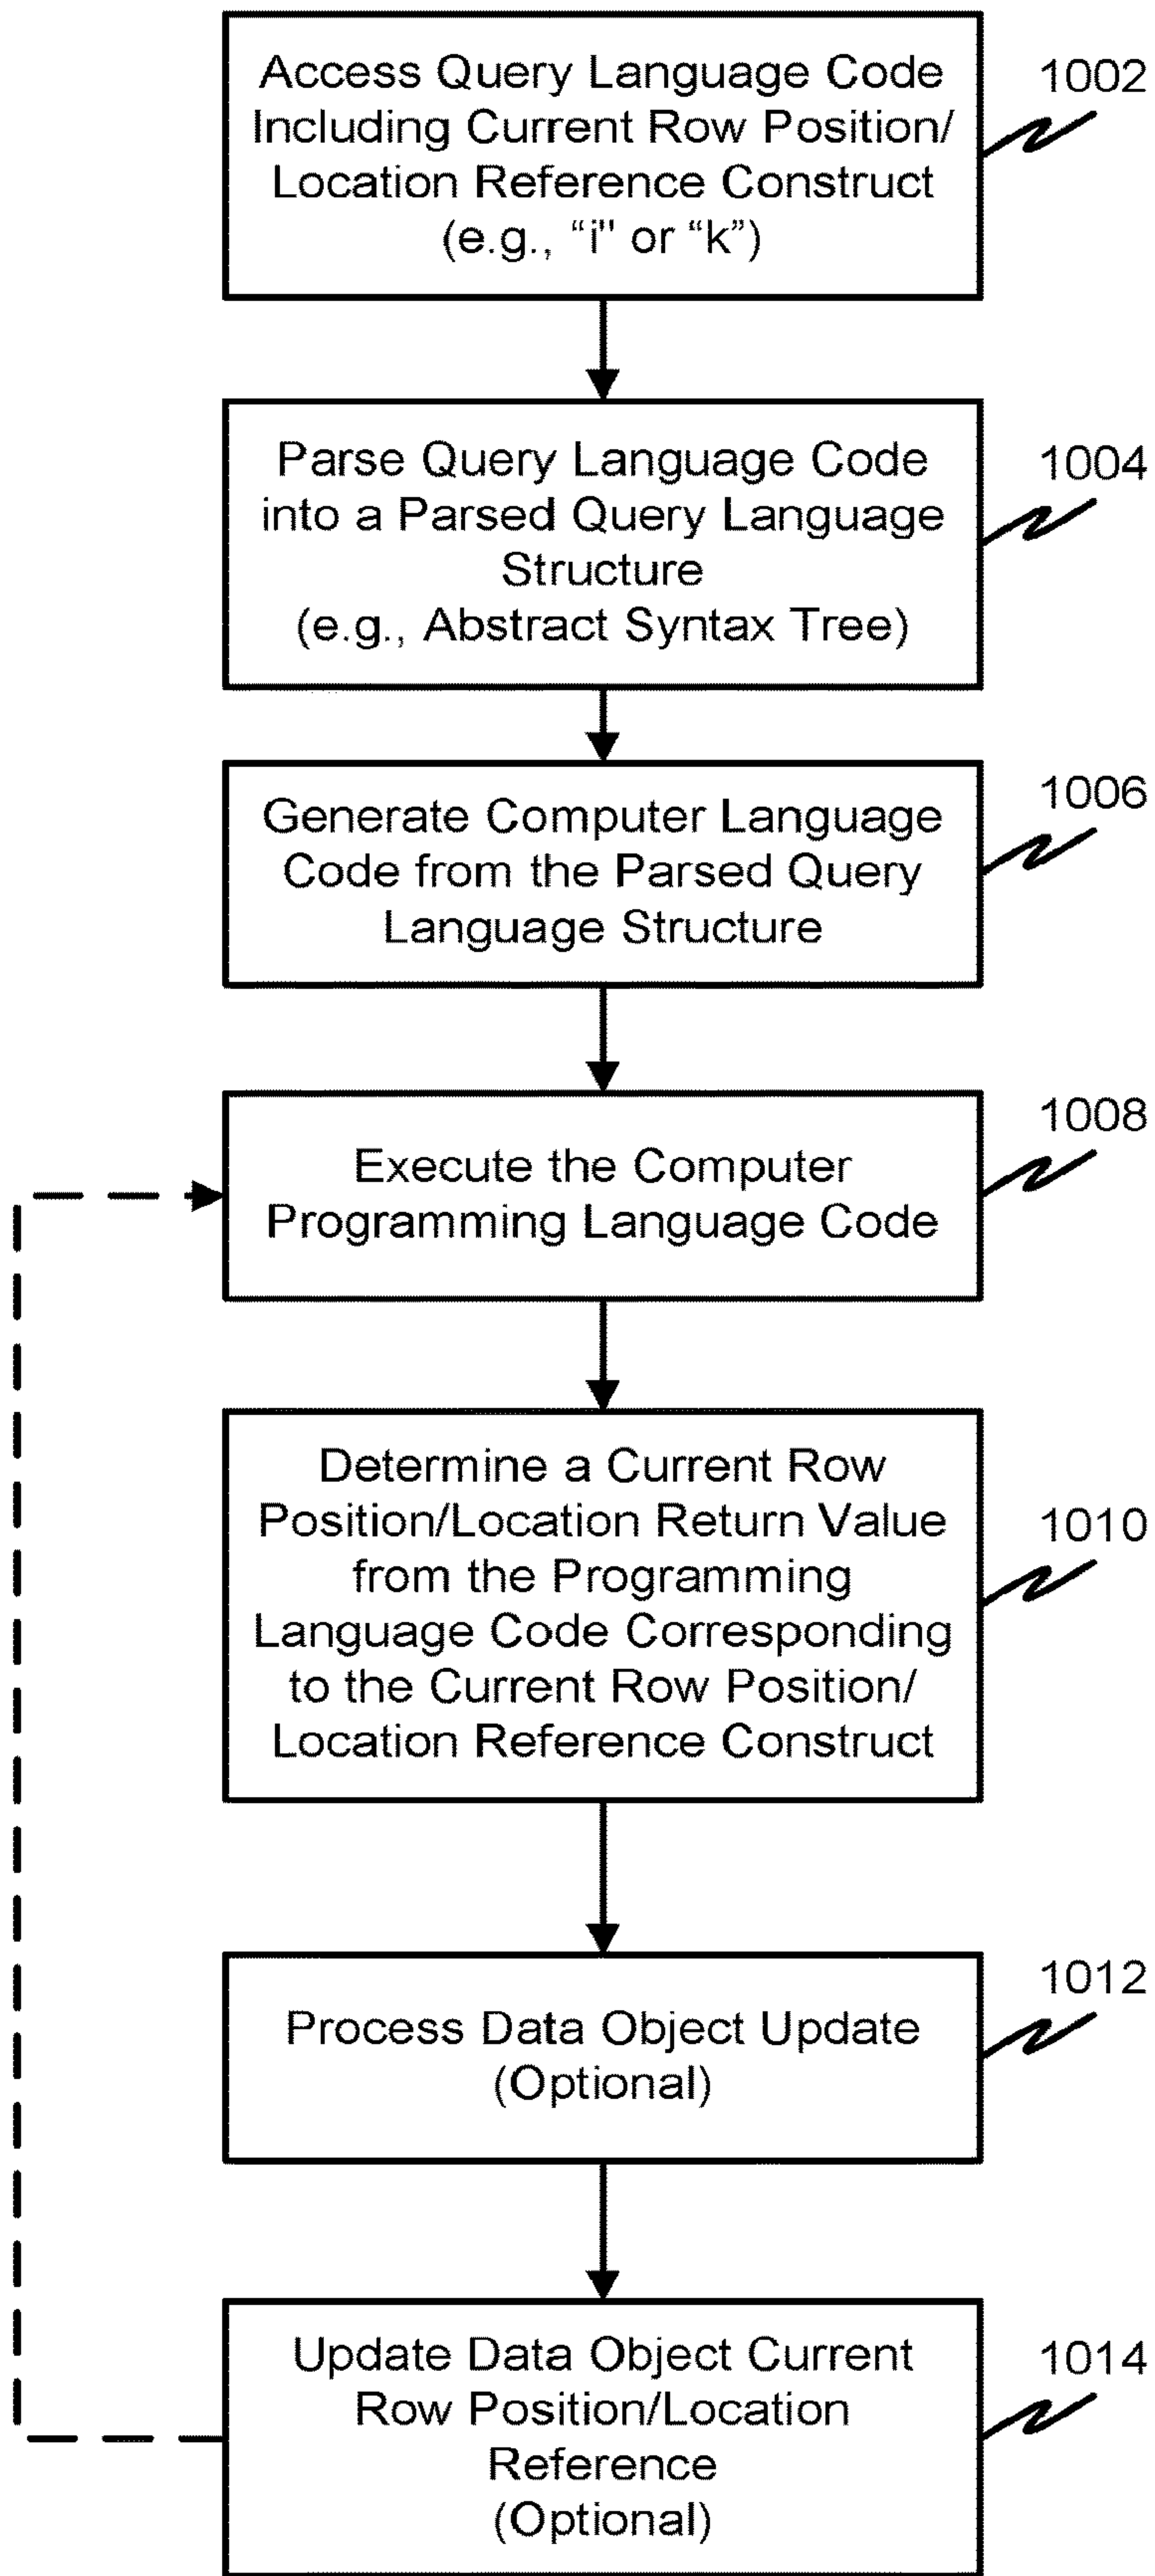 Access Query Language Code
Including Current Row Position/
Location Reference Construct
(e.g., “i" or “k”)
1002
Parse Query Language Code
into a Parsed Query Language
Structure
(e.g., Abstract Syntax Tree)
1004
Generate Computer Language
Code from the Parsed Query
Language Structure
1006
Execute the Computer
Programming Language Code
1008
Determine a Current Row
Position/Location Return Value
from the Programming
Language Code Corresponding
to the Current Row Position/
Location Reference Construct
1010
Process Data Object Update
(Optional)
1012
Update Data Object Current
Row Position/Location
Reference
(Optional)
1014